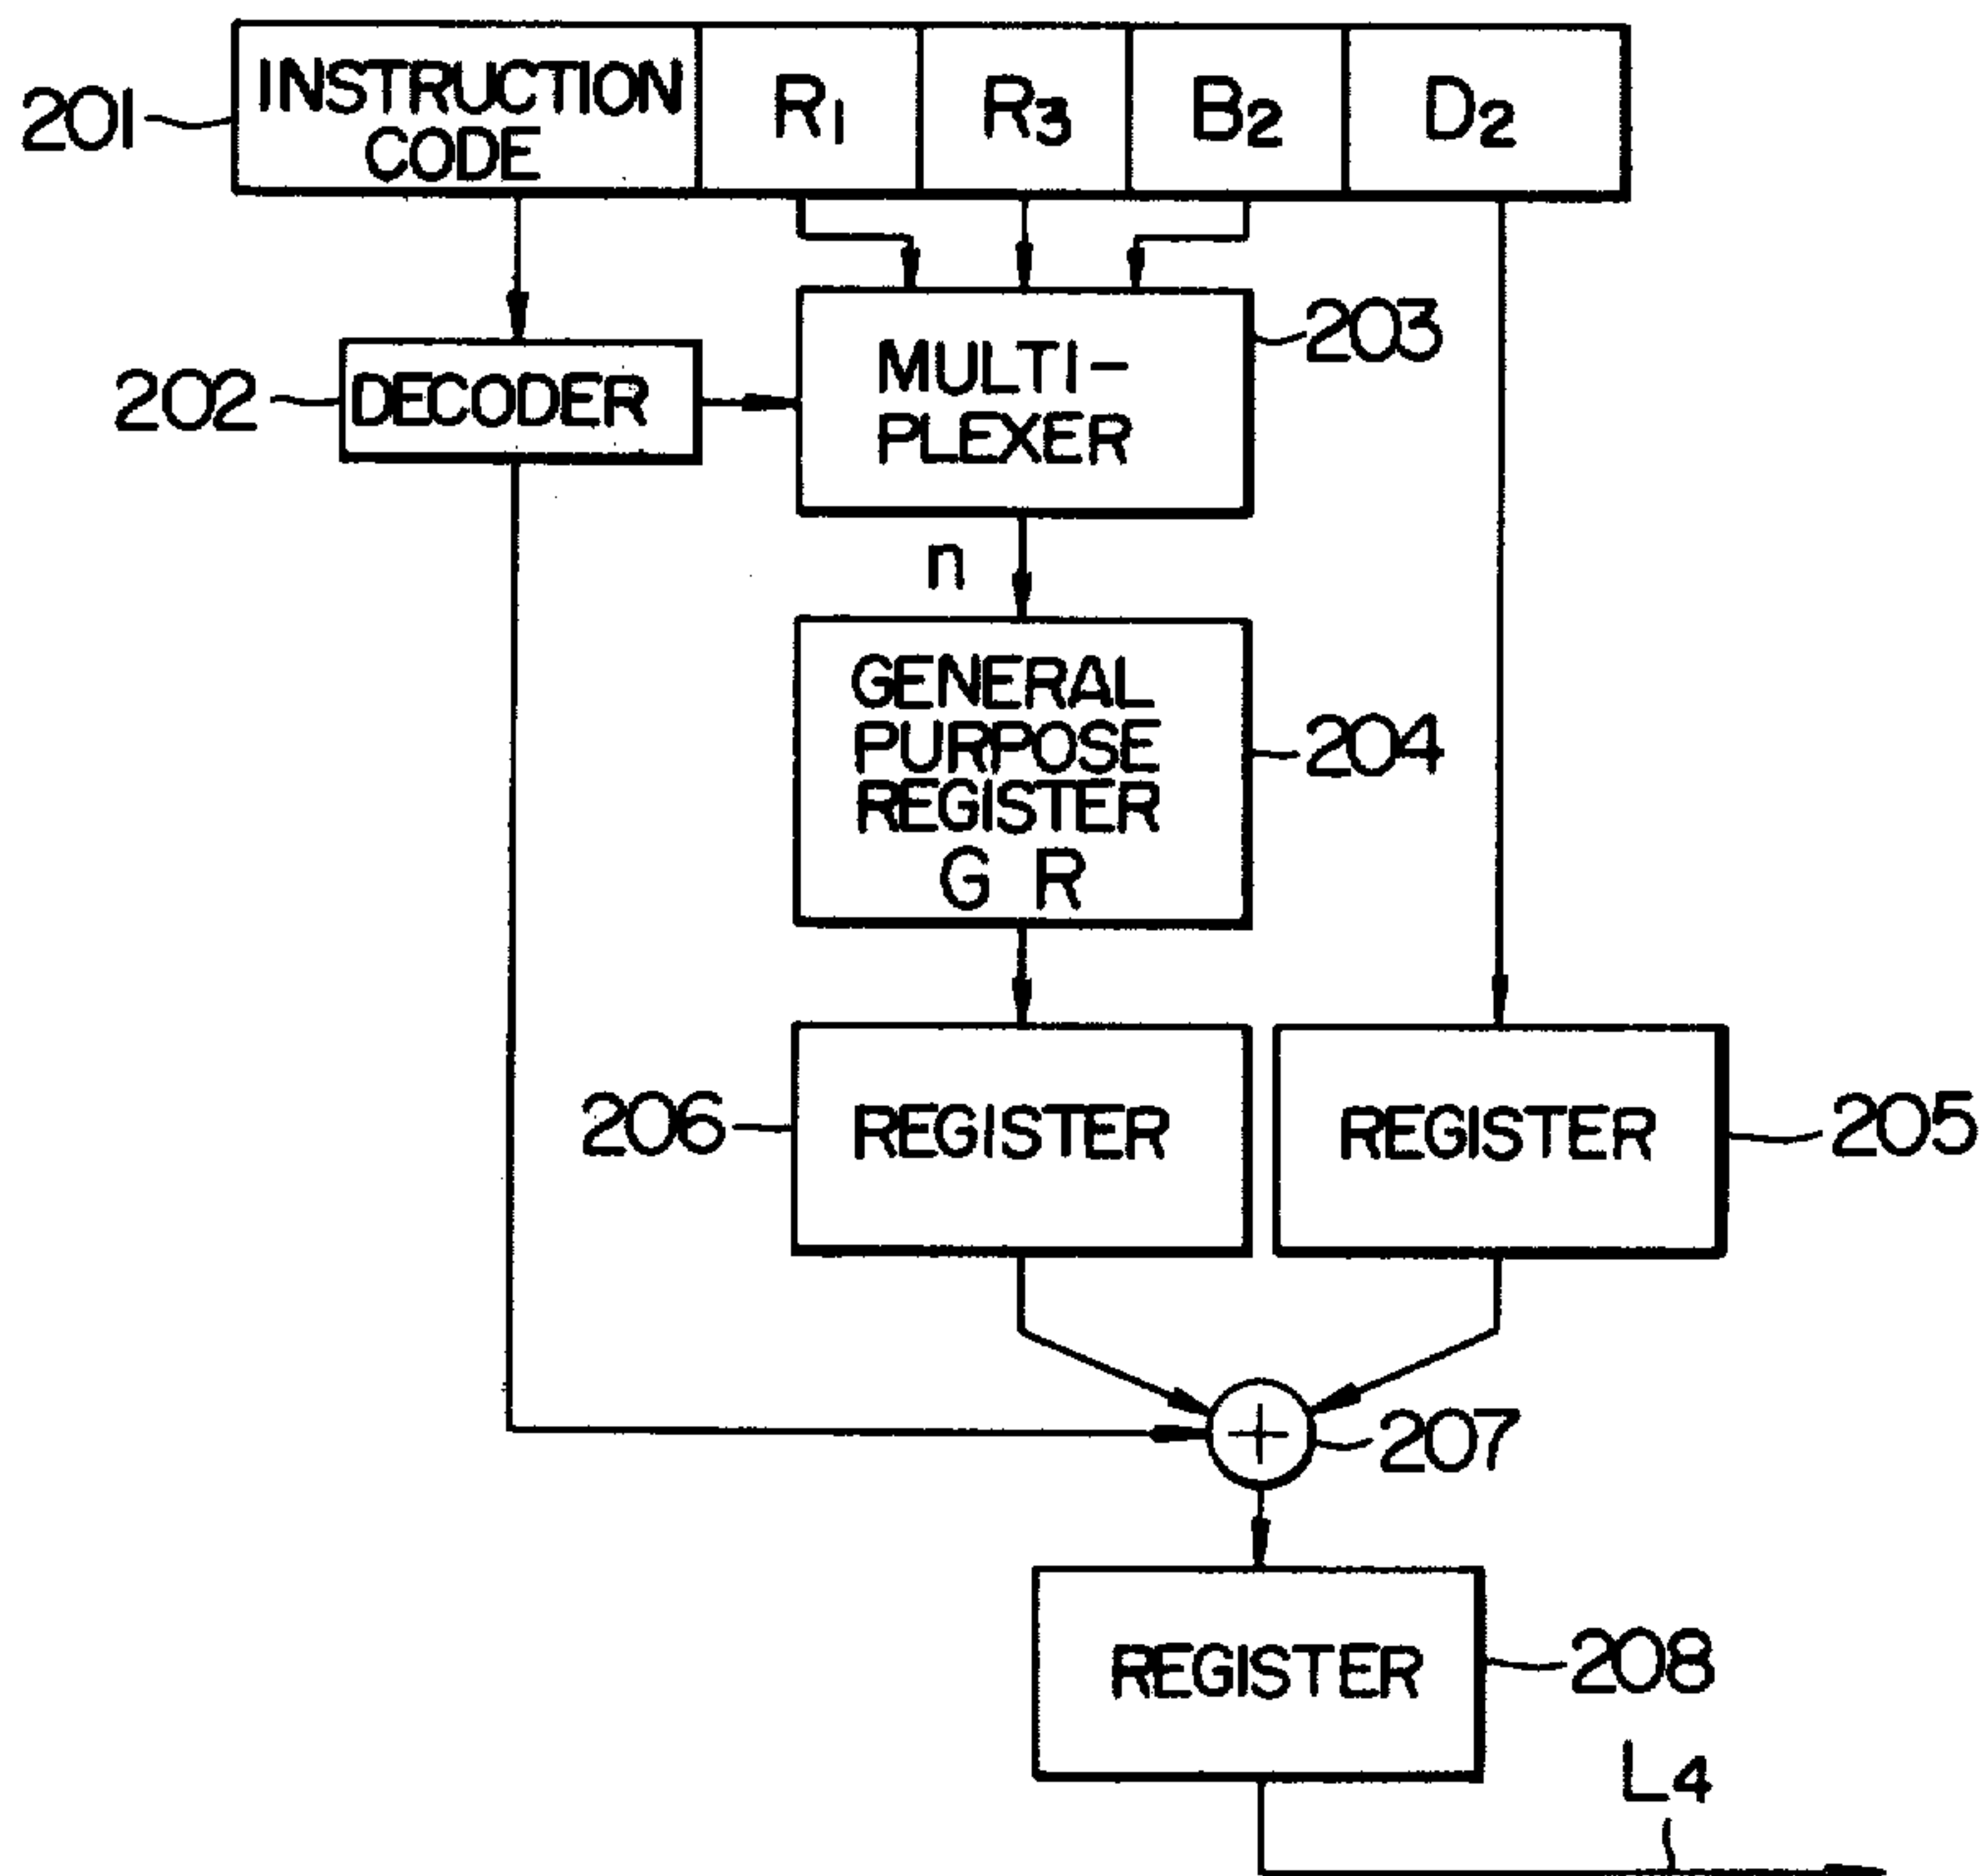 INSTRUCTION
CODE
R1
R3
B2
D2
201
202
DECODER
MULTI-
PLEXER
203
n
GENERAL
PURPOSE
REGISTER
G R
204
206
REGISTER
REGISTER
205
+
207
REGISTER
208
L4